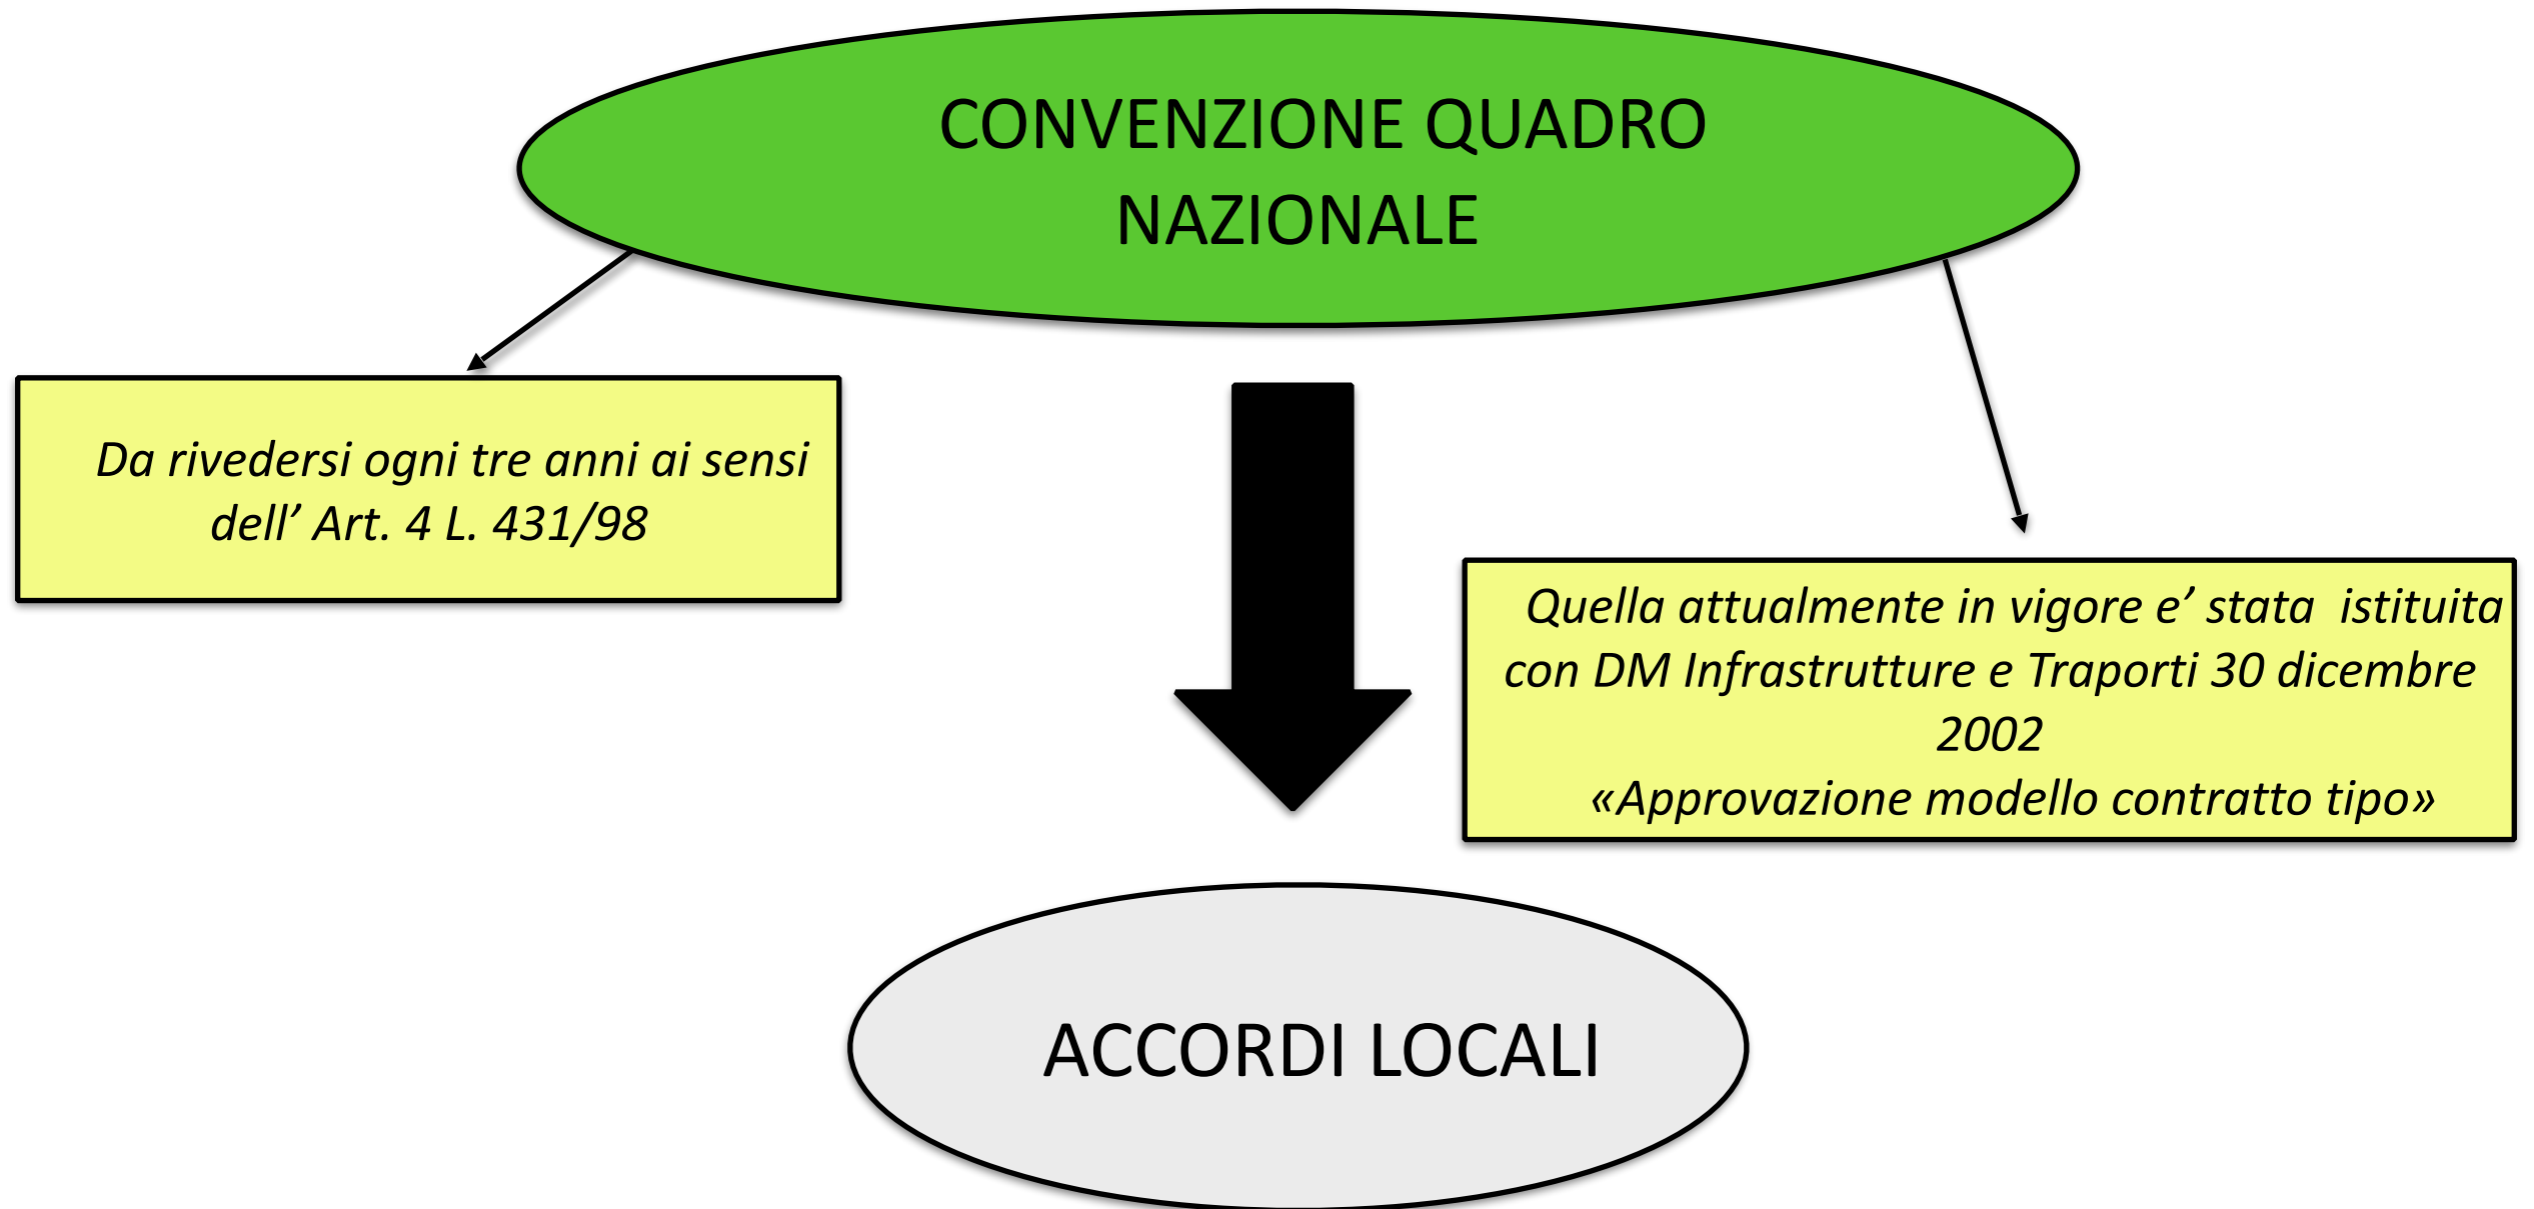 CONVENZIONE QUADRO
NAZIONALE
Da rivedersi ogni tre anni ai sensi
dell’ Art. 4 L. 431/98
Quella attualmente in vigore e’ stata istituita
con DM Infrastrutture e Traporti 30 dicembre
2002
«Approvazione modello contratto tipo»
ACCORDI LOCALI